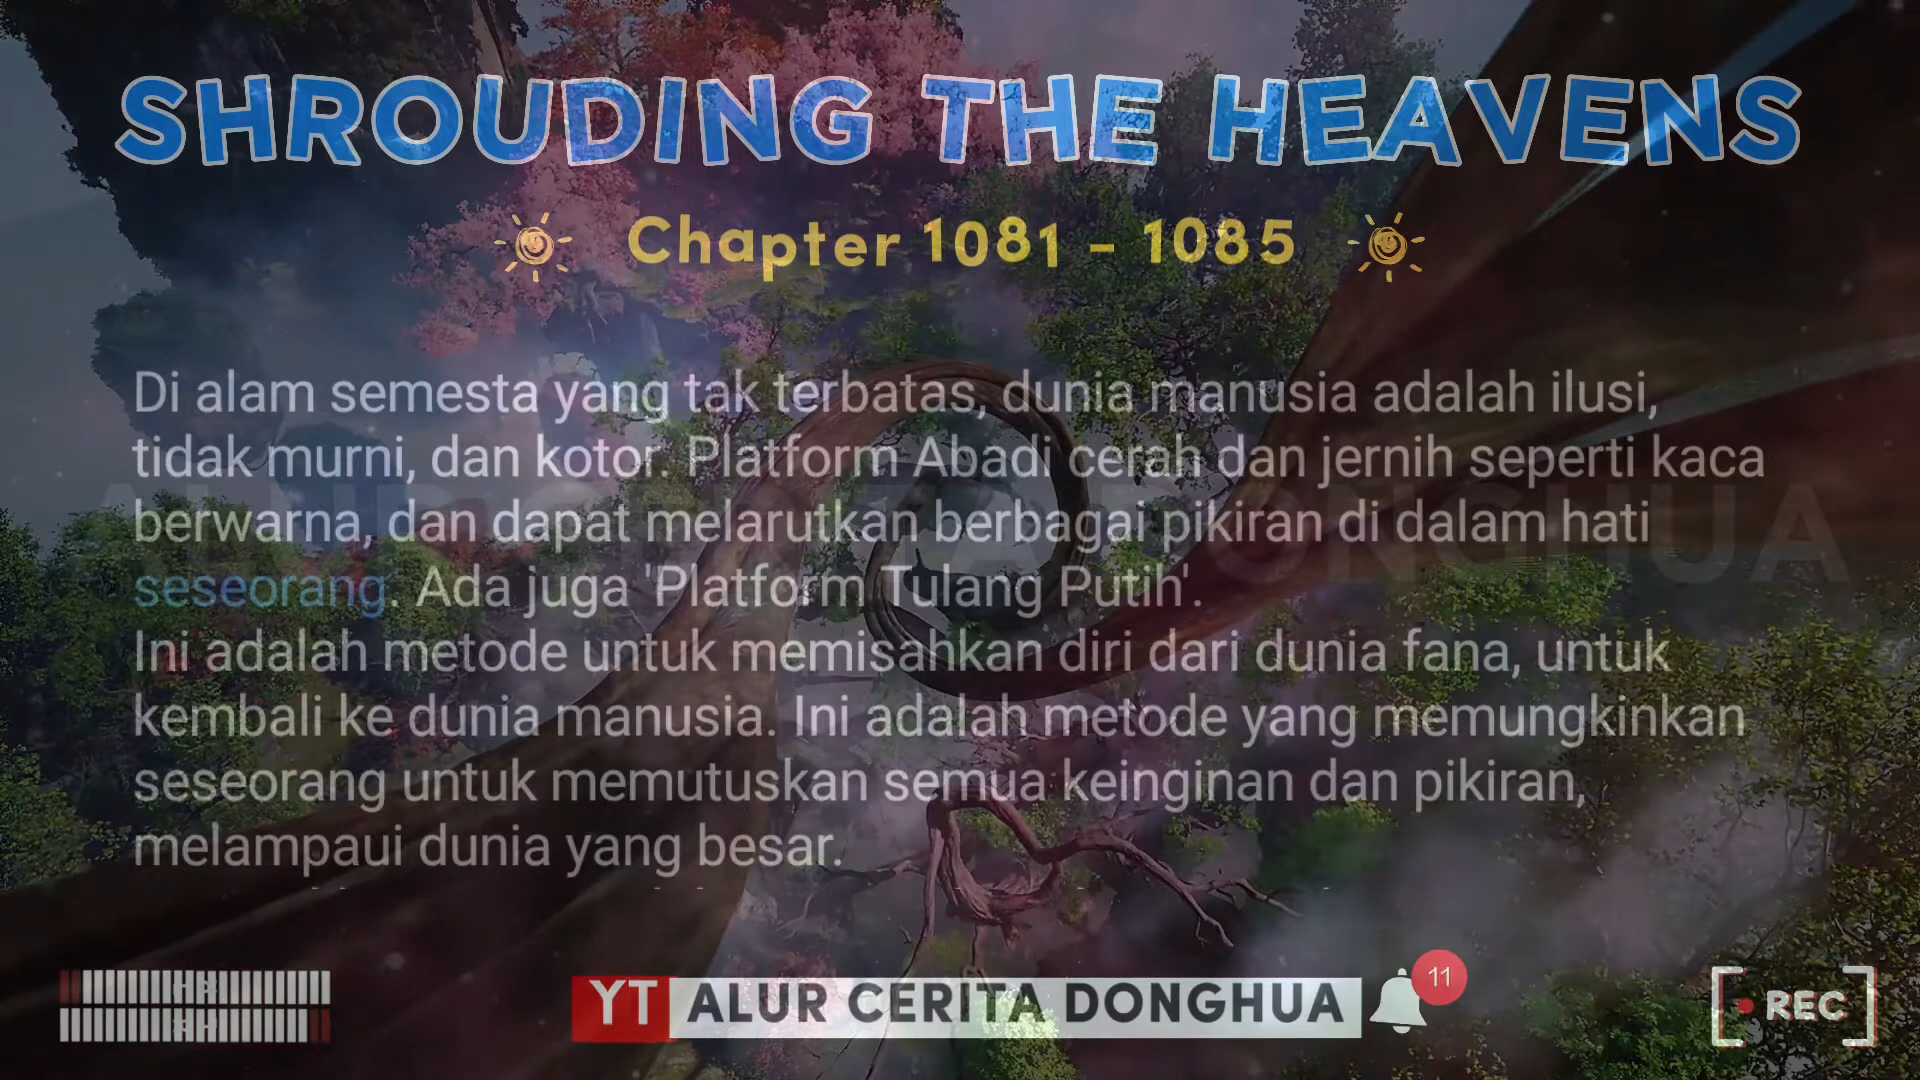 SHROUDING THE HEAVENS
Chapter 1081 - 1085
Di alam semesta yang tak terbatas, dunia manusia adalah ilusi,
tidak murni, dan kotor. Platform Abadi cerah dan jernih seperti kaca
berwarna, dan dapat melarutkan berbagai pikiran di dalam hati
seseorang. Ada juga 'Platform Tulang Putih'.
Ini adalah metode untuk memisahkan diri dari dunia fana, untuk
kembali ke dunia manusia. Ini adalah metode yang memungkinkan
seseorang untuk memutuskan semua keinginan dan pikiran,
melampaui dunia yang besar.
ALUR CERITA DONGHUA
YT ALUR CERITA DONGHUA
11
REC